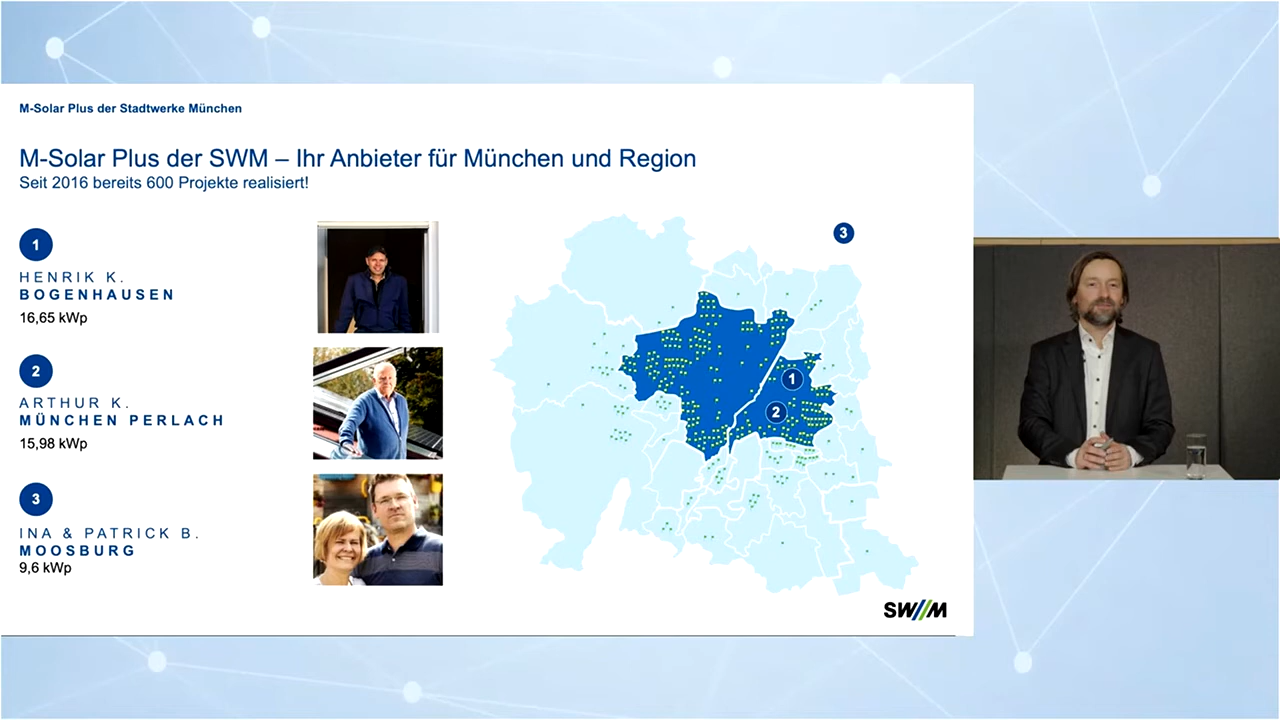 M-Solar Plus der Stadtwerke München
M-Solar Plus der SWM – Ihr Anbieter für München und Region
Seit 2016 bereits 600 Projekte realisiert!
1
HENRIK K.
BOGENHAUSEN
16,65 kWp
2
ARTHUR K.
MÜNCHEN PERLACH
15,98 kWp
3
INA & PATRICK B.
MOOSBURG
9,6 kWp
3
1
2
SW//M